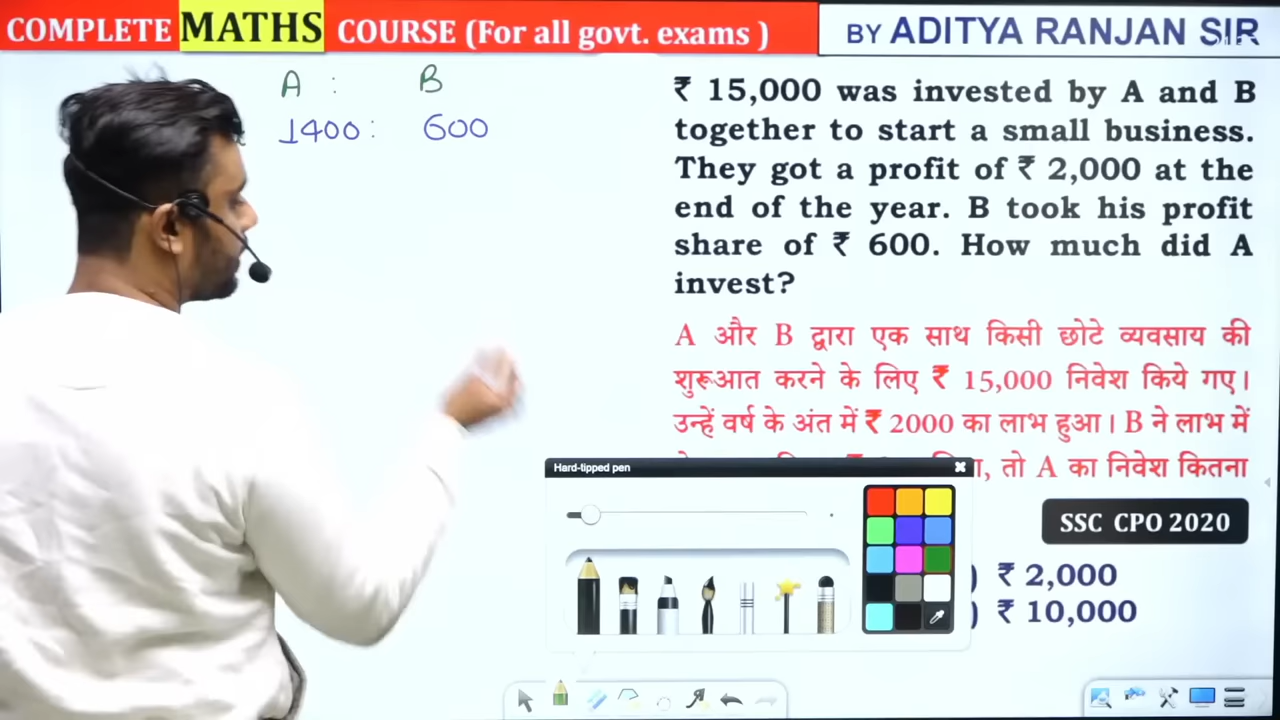 COMPLETE MATHS COURSE (For all govt. exams )
BY ADITYA RANJAN SIR
A : B
1400 : 600
₹ 15,000 was invested by A and B
together to start a small business.
They got a profit of ₹ 2,000 at the
end of the year. B took his profit
share of ₹ 600. How much did A
invest?
A और B द्वारा एक साथ किसी छोटे व्यवसाय की
शुरूआत करने के लिए ₹ 15,000 निवेश किये गए।
उन्हें वर्ष के अंत में ₹ 2000 का लाभ हुआ। B ने लाभ में
तो A का निवेश कितना
Hard-tipped pen
SSC CPO 2020
) ₹ 2,000
) ₹ 10,000